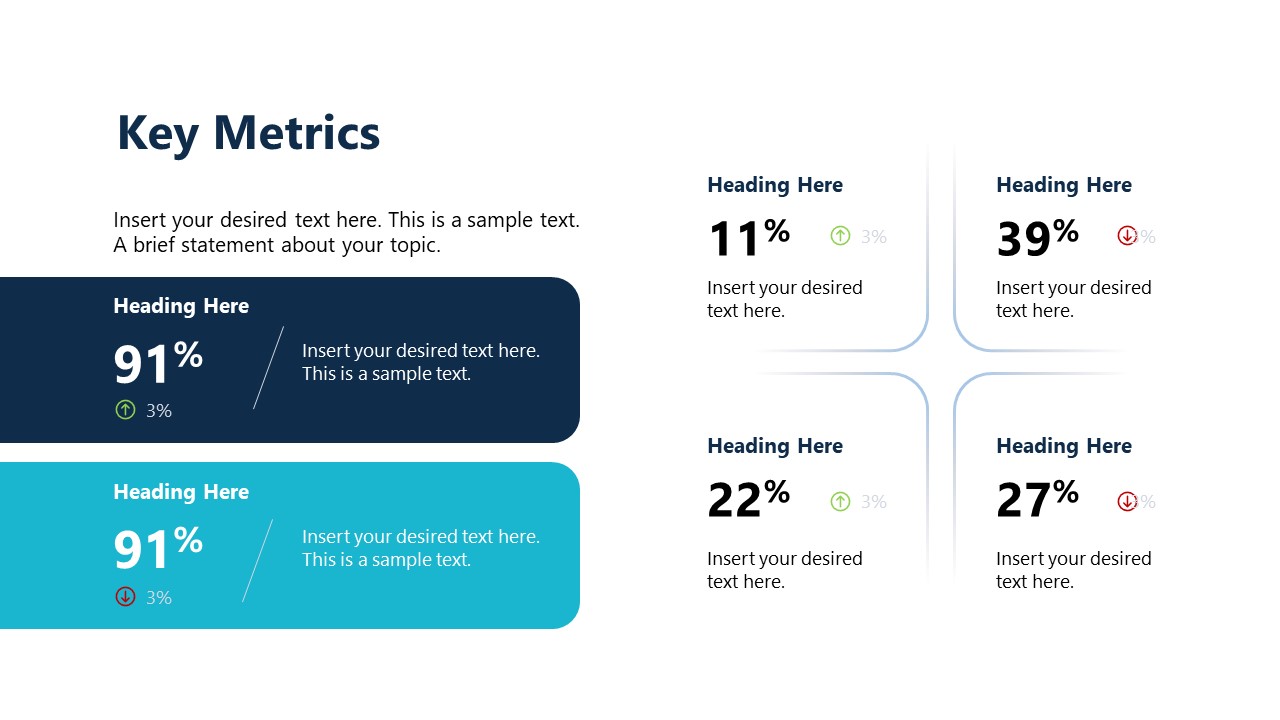 Key Metrics
Insert your desired text here. This is a sample text.
A brief statement about your topic.
Heading Here
91%
3%
Insert your desired text here.
This is a sample text.
Heading Here
91%
3%
Insert your desired text here.
This is a sample text.
Heading Here
11%
3%
Insert your desired
text here.
Heading Here
39%
%
Insert your desired
text here.
Heading Here
22%
3%
Insert your desired
text here.
Heading Here
27%
%
Insert your desired
text here.